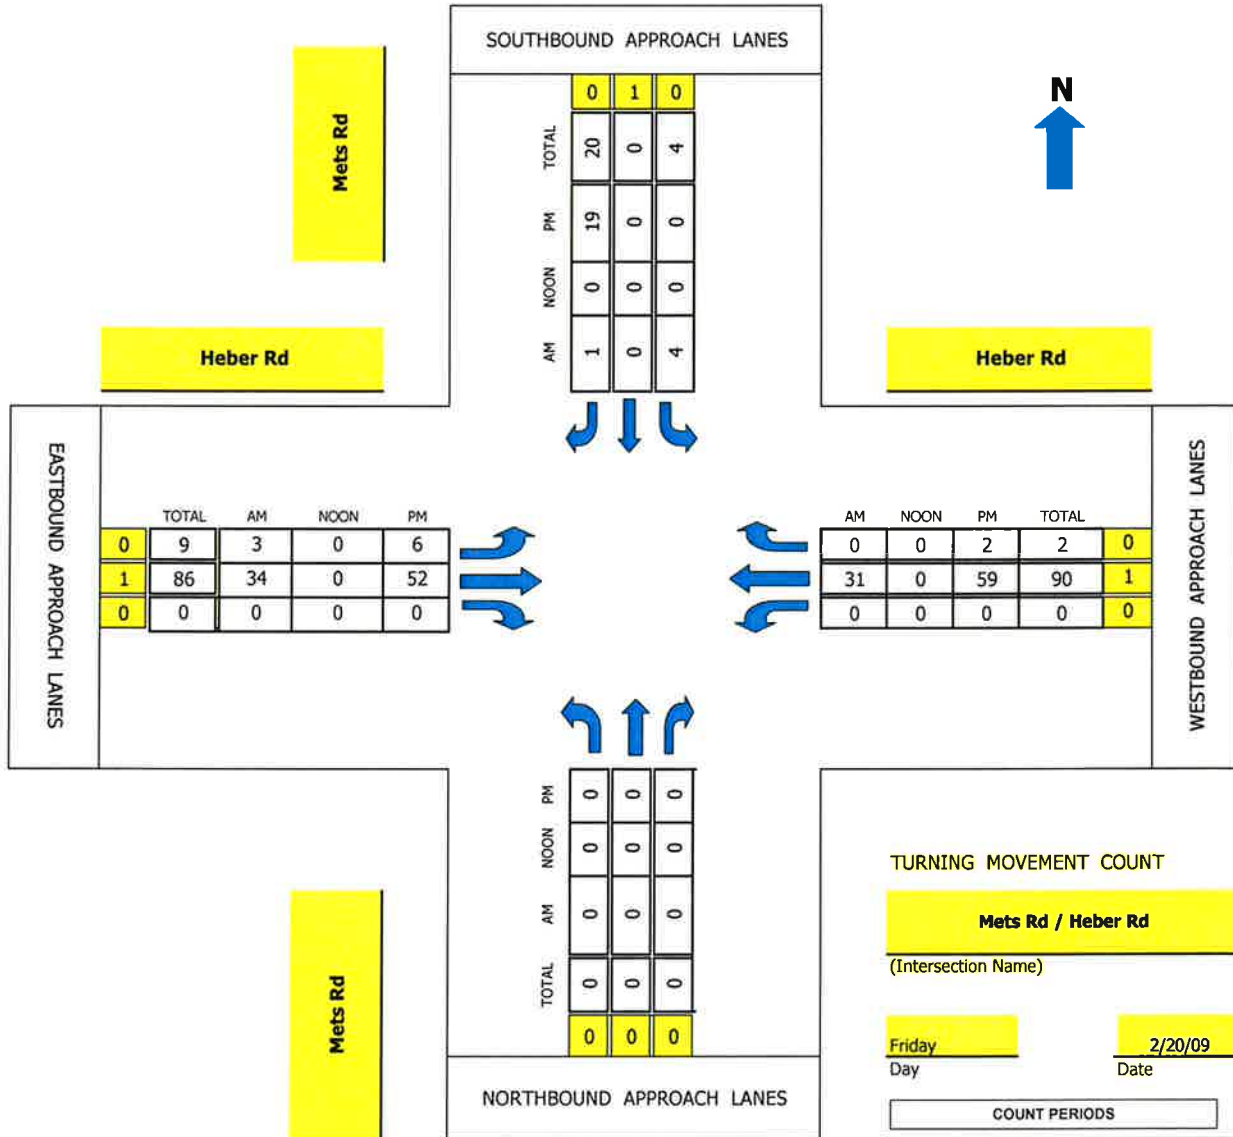 SOUTHBOUND APPROACH LANES
0 1 0
N
Mets Rd
TOTAL 20 0 4
PM 19 0 0
NOON 0 0 0
AM 1 0 4
Heber Rd
Heber Rd
EASTBOUND APPROACH LANES
TOTAL AM NOON PM
0 9 3 0 6
1 86 34 0 52
0 0 0 0 0
AM NOON PM TOTAL
0 0 2 2 0
31 0 59 90 1
0 0 0 0 0
WESTBOUND APPROACH LANES
PM 0 0 0
NOON 0 0 0
AM 0 0 0
TOTAL 0 0 0
0 0 0
Mets Rd
NORTHBOUND APPROACH LANES
TURNING MOVEMENT COUNT
Mets Rd / Heber Rd
(Intersection Name)
Friday 2/20/09
Day Date
COUNT PERIODS